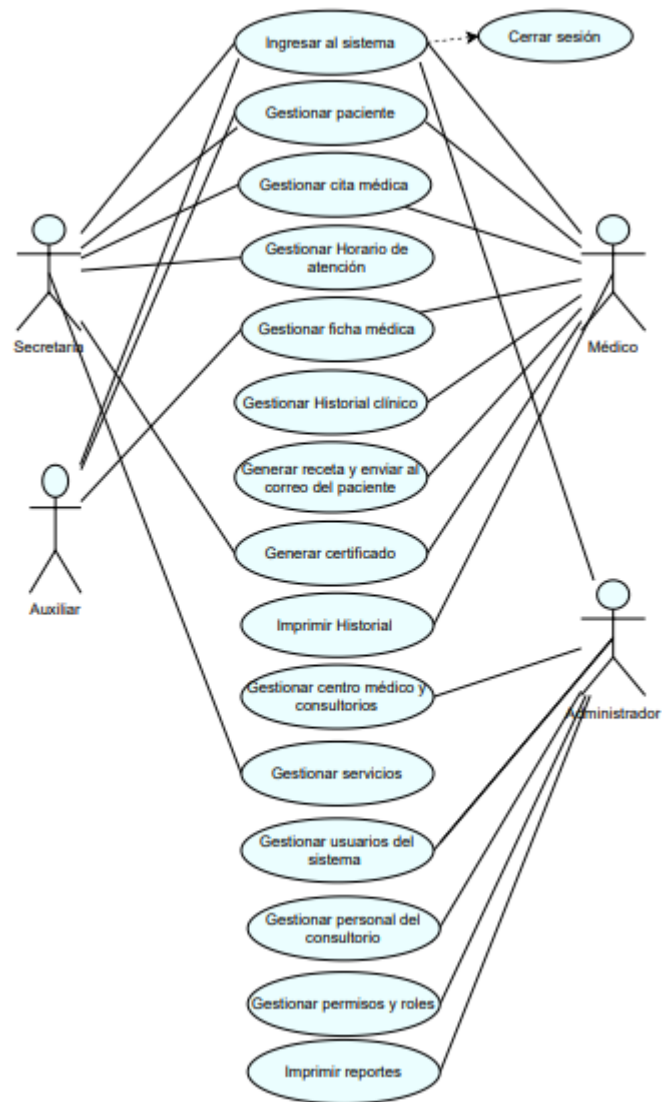 Ingresar al sistema
Cerrar sesión
Gestionar paciente
Gestionar cita médica
Gestionar Horario de
atención
Secretaria
Gestionar ficha médica
Médico
Gestionar Historial clínico
Generar receta y enviar al
correo del paciente
Generar certificado
Auxiliar
Imprimir Historial
Gestionar centro médico y
consultorios
Administrador
Gestionar servicios
Gestionar usuarios del
sistema
Gestionar personal del
consultorio
Gestionar permisos y roles
Imprimir reportes